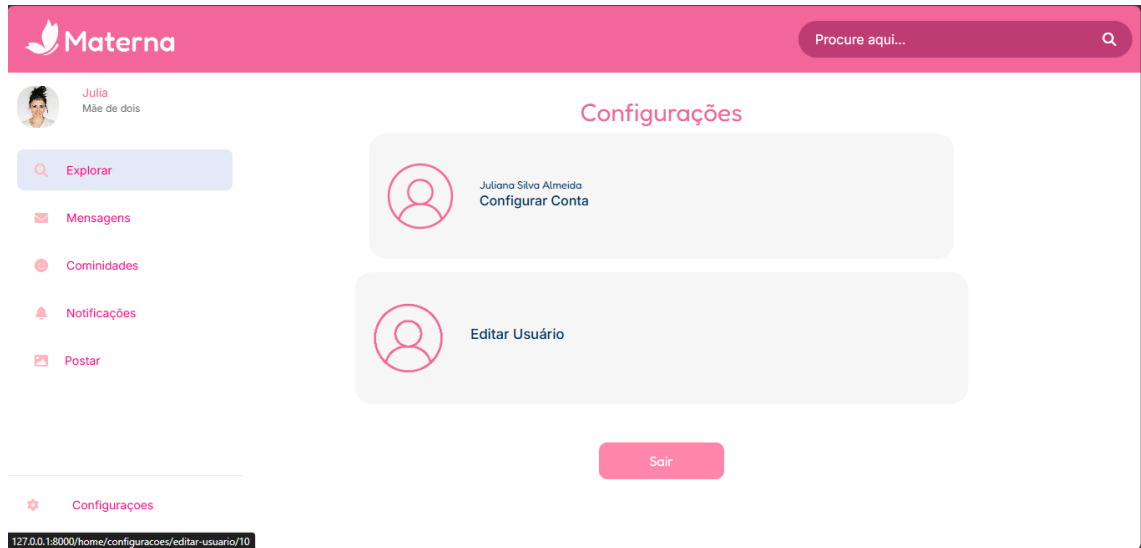 Materna
Procure aqui...
Julia
Mãe de dois
Explorar
Mensagens
Cominidades
Notificações
Postar
Configuraçoes
Configurações
Juliana Silva Almeida
Configurar Conta
Editar Usuário
Sair
127.0.0.1:8000/home/configuracoes/editar-usuario/10